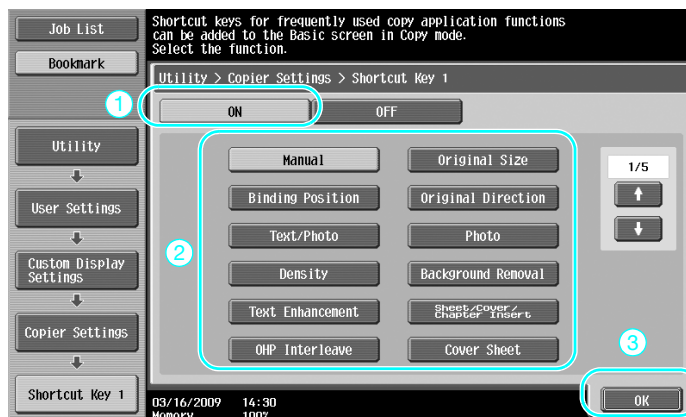 Job List
Bookmark
Shortcut keys for frequently used copy application functions
can be added to the Basic screen in Copy mode.
Select the function.
Utility > Copier Settings > Shortcut Key 1
1
ON
OFF
Utility
User Settings
Custom Display
Settings
Copier Settings
Shortcut Key 1
2
Manual
Original Size
Binding Position
Original Direction
Text/Photo
Photo
Density
Background Removal
Text Enhancement
Sheet/Cover/
Chapter Insert
OHP Interleave
Cover Sheet
1/5
3
03/16/2009 14:30
Memory 100%
OK